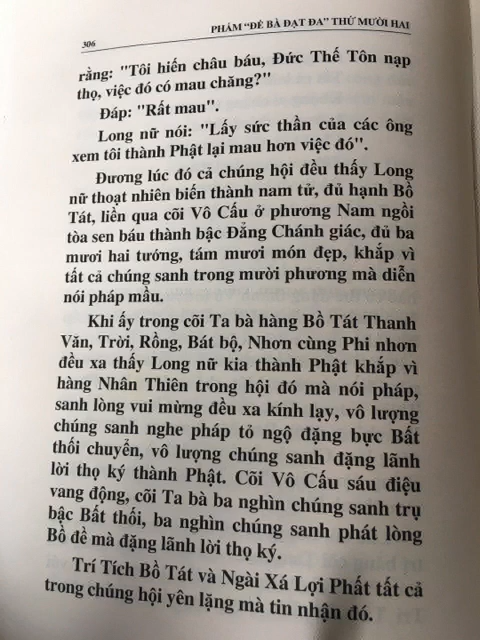 306
PHẨM "ĐỀ BÀ ĐẠT ĐA" THỨ MƯỜI HAI
rằng: "Tôi hiến châu báu, Đức Thế Tôn nạp
thọ, việc đó có mau chăng?"
Đáp: "Rất mau".
Long nữ nói: "Lấy sức thần của các ông
xem tôi thành Phật lại mau hơn việc đó".
Đương lúc đó cả chúng hội đều thấy Long
nữ thoạt nhiên biến thành nam tử, đủ hạnh Bồ
Tát, liền qua cõi Vô Cấu ở phương Nam ngồi
tòa sen báu thành bậc Đẳng Chánh giác, đủ ba
mươi hai tướng, tám mươi món đẹp, khắp vì
tất cả chúng sanh trong mười phương mà diễn
nói pháp mầu.
Khi ấy trong cõi Ta bà hàng Bồ Tát Thanh
Văn, Trời, Rồng, Bát bộ, Nhơn cùng Phi nhơn
đều xa thấy Long nữ kia thành Phật khắp vì
hàng Nhân Thiên trong hội đó mà nói pháp,
sanh lòng vui mừng đều xa kính lạy, vô lượng
chúng sanh nghe pháp tỏ ngộ đặng bực Bất
thối chuyển, vô lượng chúng sanh đặng lãnh
lời thọ ký thành Phật. Cõi Vô Cấu sáu điệu
vang động, cõi Ta bà ba nghìn chúng sanh trụ
bậc Bất thối, ba nghìn chúng sanh phát lòng
Bồ đề mà đặng lãnh lời thọ ký.
Trí Tích Bồ Tát và Ngài Xá Lợi Phất tất cả
trong chúng hội yên lặng mà tin nhận đó.